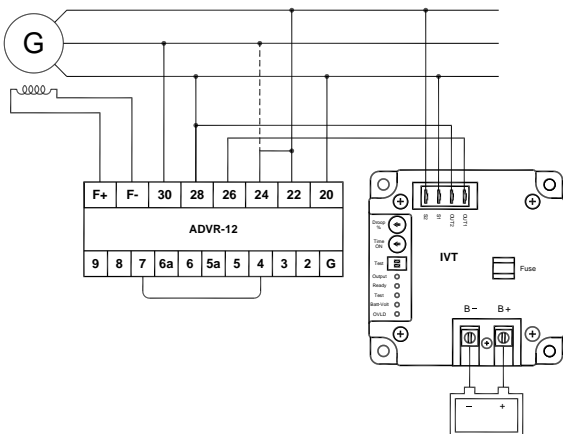 G
F+ F- 30 28 26 24 22 20
ADVR-12
9 8 7 6a 6 5a 5 4 3 2 G
S2 S1 OUT2 OUT1
Droop
%
Time
ON
Test
Output
Ready
Test
Batt-Volt
OVLD
IVT
Fuse
B- B+
- +